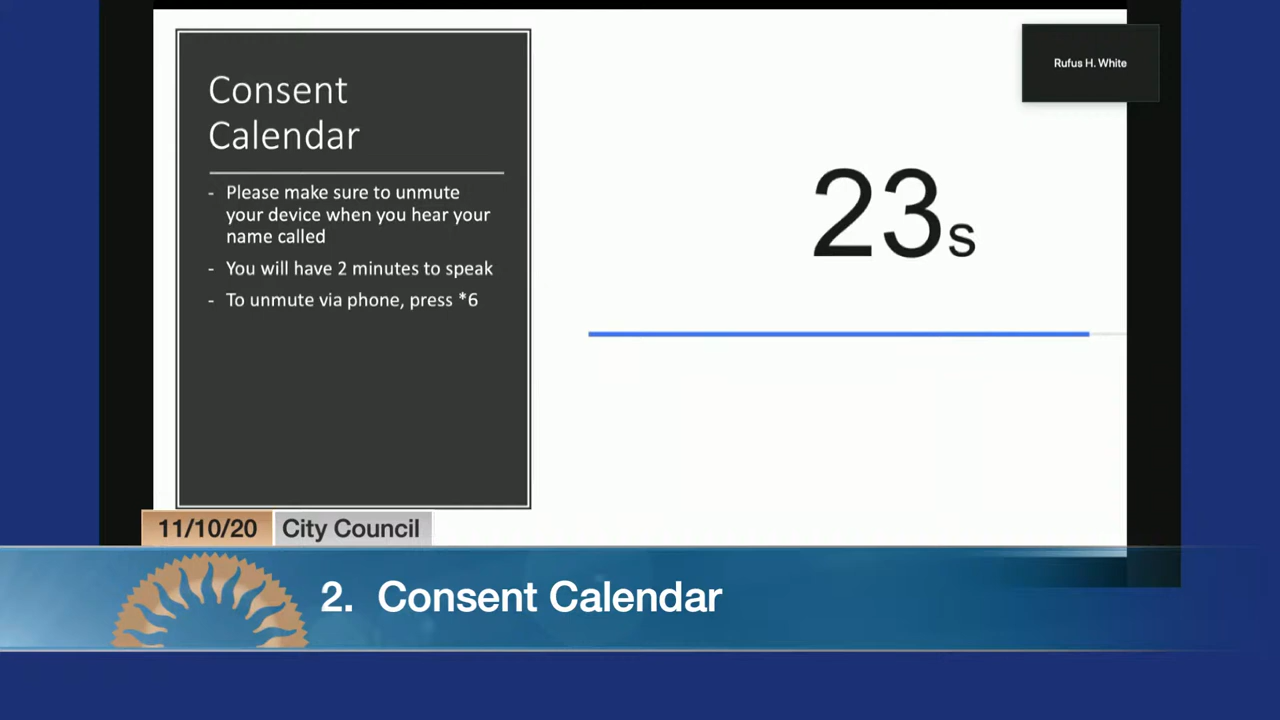 Consent
Calendar
- Please make sure to unmute
your device when you hear your
name called
- You will have 2 minutes to speak
- To unmute via phone, press *6
Rufus H. White
23s
11/10/20 City Council
2. Consent Calendar